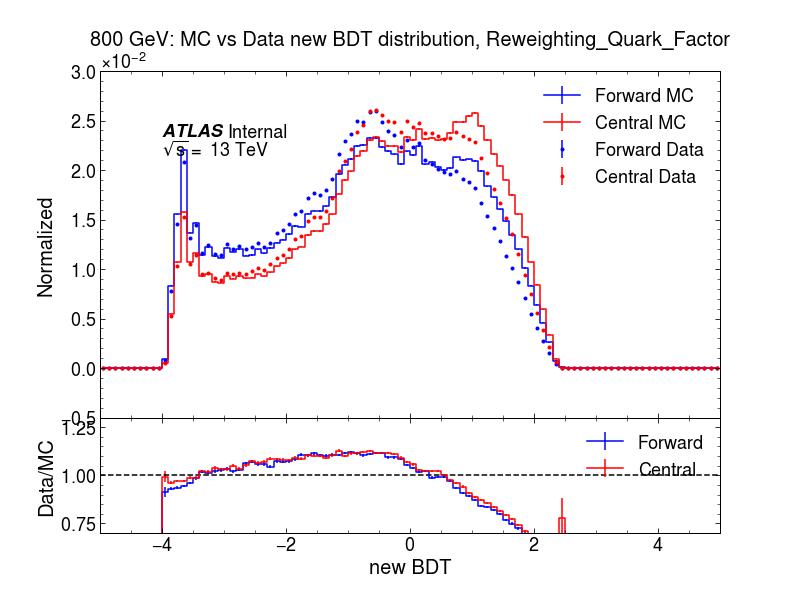 800 GeV: MC vs Data new BDT distribution, Reweighting_Quark_Factor
×10⁻²
3.0
2.5
2.0
1.5
1.0
0.5
0.0
−0.5
Normalized
ATLAS Internal
√s = 13 TeV
Forward MC
Central MC
Forward Data
Central Data
1.25
1.00
0.75
Data/MC
Forward
Central
−4
−2
0
2
4
new BDT